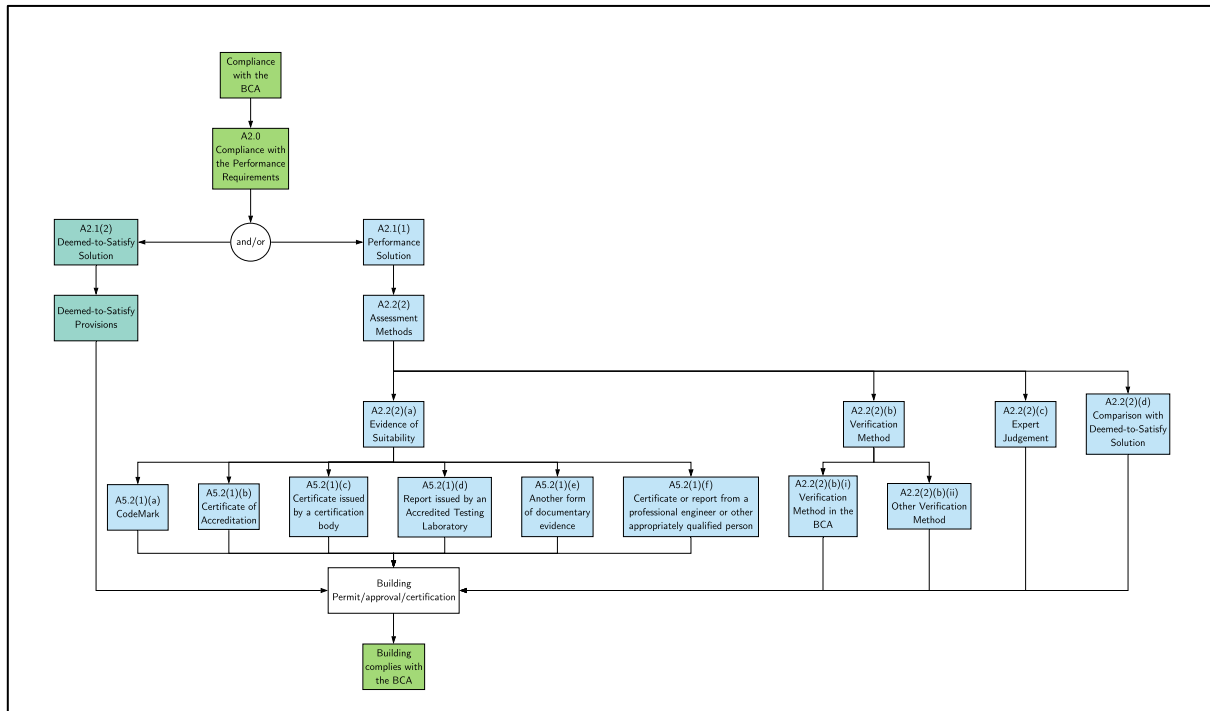 Compliance
with the
BCA
A2.0
Compliance with
the Performance
Requirements
and/or
A2.1(2)
Deemed-to-Satisfy
Solution
A2.1(1)
Performance
Solution
Deemed-to-Satisfy
Provisions
A2.2(2)
Assessment
Methods
A2.2(2)(a)
Evidence of
Suitability
A2.2(2)(b)
Verification
Method
A2.2(2)(c)
Expert
Judgement
A2.2(2)(d)
Comparison with
Deemed-to-Satisfy
Solution
A5.2(1)(a)
CodeMark
A5.2(1)(b)
Certificate of
Accreditation
A5.2(1)(c)
Certificate issued
by a certification
body
A5.2(1)(d)
Report issued by an
Accredited Testing
Laboratory
A5.2(1)(e)
Another form
of documentary
evidence
A5.2(1)(f)
Certificate or report from a
professional engineer or other
appropriately qualified person
A2.2(2)(b)(i)
Verification
Method in the
BCA
A2.2(2)(b)(ii)
Other Verification
Method
Building
Permit/approval/certification
Building
complies with
the BCA